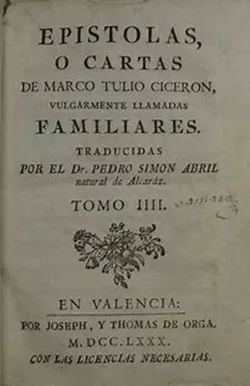 EPISTOLAS,
O CARTAS
DE MARCO TULIO CICERON,
VULGARMENTE LLAMADAS
FAMILIARES.
TRADUCIDAS
POR EL Dr. PEDRO SIMON ABRIL
natural de Alcaráz.
TOMO IIII.
EN VALENCIA:
POR JOSEPH, Y THOMAS DE ORGA.
M.DCC.LXXX.
CON LAS LICENCIAS NECESARIAS.